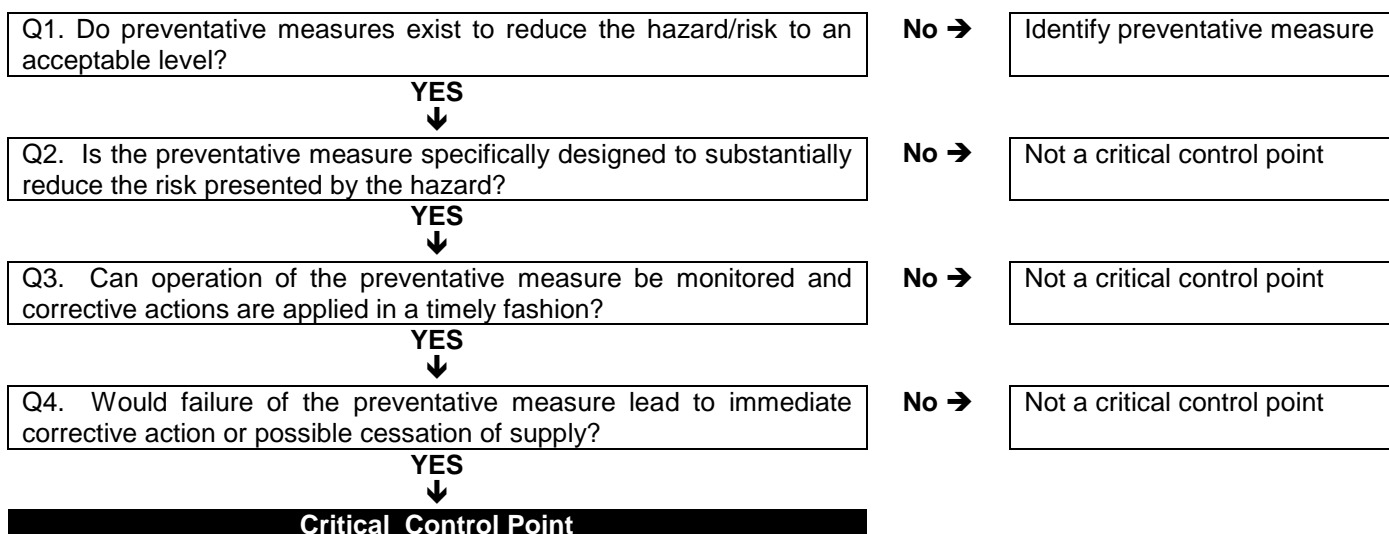 Q1. Do preventative measures exist to reduce the hazard/risk to an
acceptable level?
No ➔
Identify preventative measure
YES
Q2. Is the preventative measure specifically designed to substantially
reduce the risk presented by the hazard?
No ➔
Not a critical control point
YES
Q3. Can operation of the preventative measure be monitored and
corrective actions are applied in a timely fashion?
No ➔
Not a critical control point
YES
Q4. Would failure of the preventative measure lead to immediate
corrective action or possible cessation of supply?
No ➔
Not a critical control point
YES
Critical Control Point